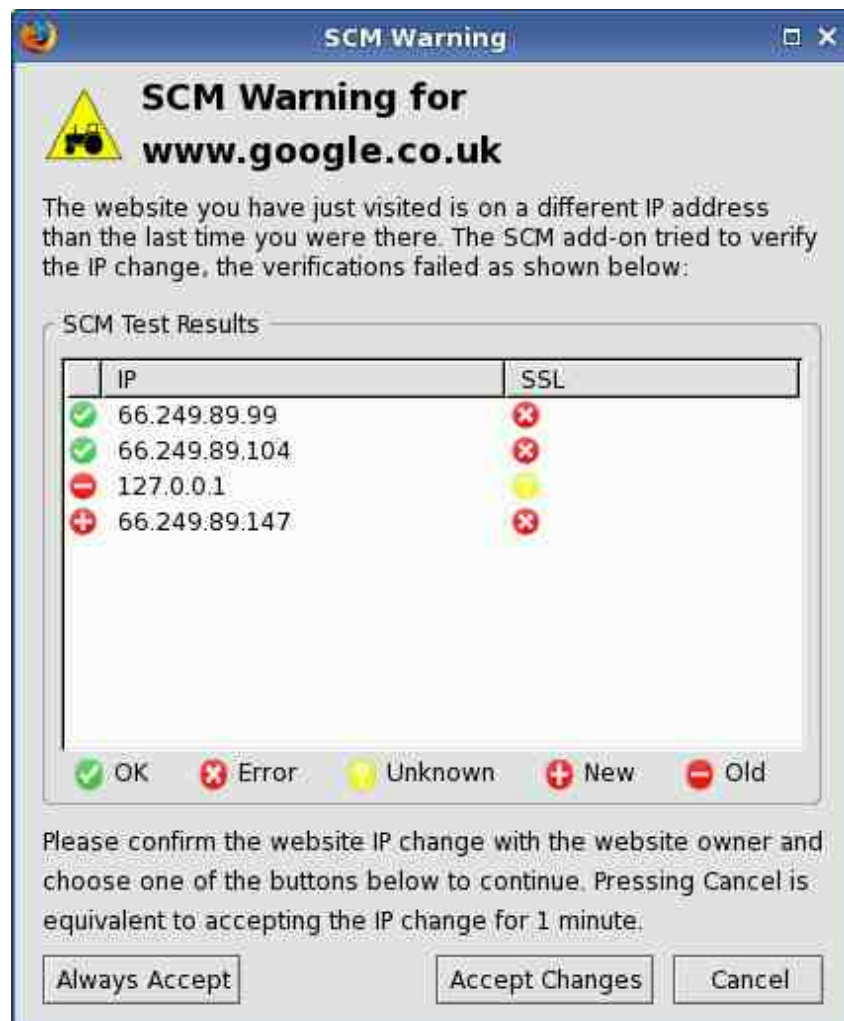 SCM Warning
SCM Warning for
www.google.co.uk
The website you have just visited is on a different IP address
than the last time you were there. The SCM add-on tried to verify
the IP change, the verifications failed as shown below:
SCM Test Results
IP SSL
66.249.89.99
66.249.89.104
127.0.0.1
66.249.89.147
OK Error Unknown New Old
Please confirm the website IP change with the website owner and
choose one of the buttons below to continue. Pressing Cancel is
equivalent to accepting the IP change for 1 minute.
Always Accept Accept Changes Cancel